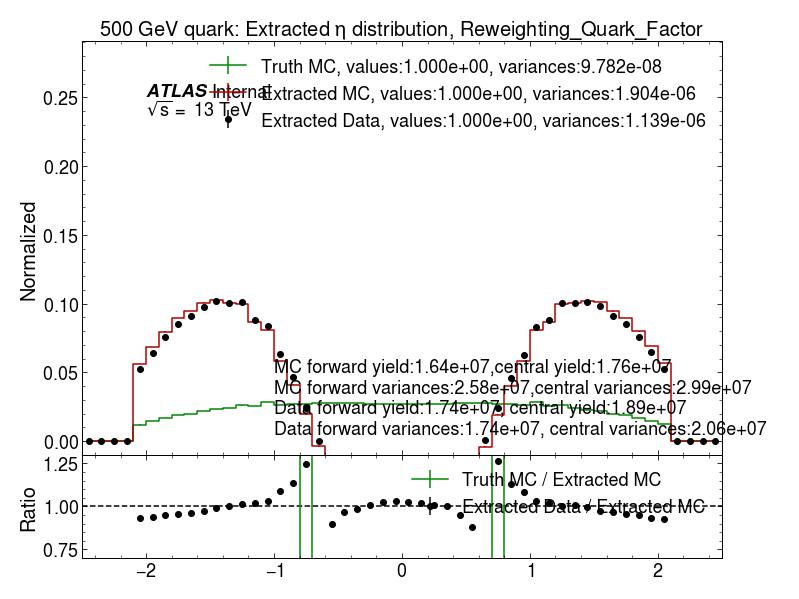 500 GeV quark: Extracted η distribution, Reweighting_Quark_Factor
Truth MC, values:1.000e+00, variances:9.782e-08
ATLAS Internal
Extracted MC, values:1.000e+00, variances:1.904e-06
√s = 13 TeV
Extracted Data, values:1.000e+00, variances:1.139e-06
Normalized
0.25
0.20
0.15
0.10
0.05
0.00
MC forward yield:1.64e+07,central yield:1.76e+07
MC forward variances:2.58e+07,central variances:2.99e+07
Data forward yield:1.74e+07, central yield:1.89e+07
Data forward variances:1.74e+07, central variances:2.06e+07
Ratio
1.25
1.00
0.75
Truth MC / Extracted MC
Extracted Data / Extracted MC
−2 −1 0 1 2